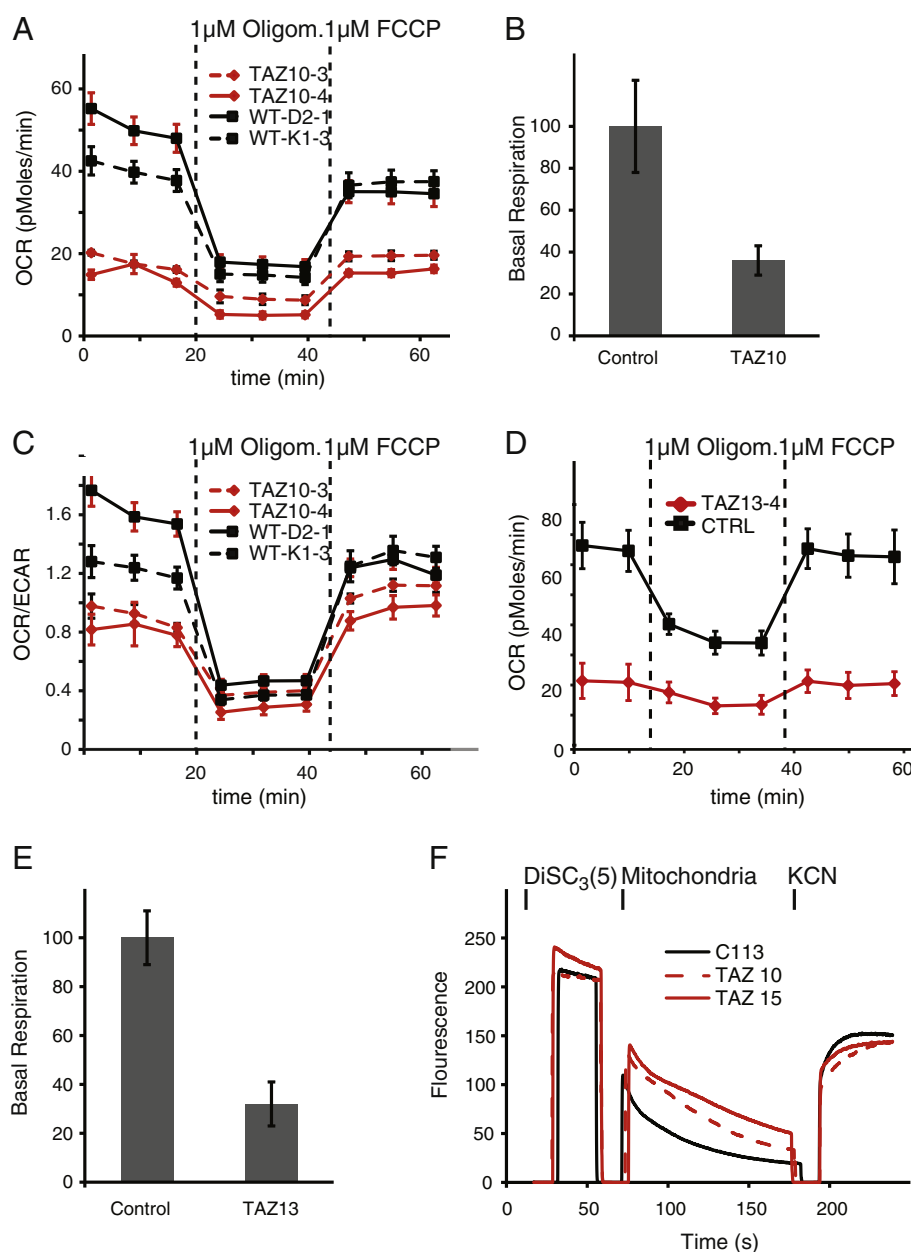 A
1µM Oligom. 1µM FCCP
TAZ10-3
TAZ10-4
WT-D2-1
WT-K1-3
OCR (pMoles/min)
60
40
20
0
0 20 40 60
time (min)
B
Basal Respiration
100
80
60
40
20
0
Control TAZ10
C
1µM Oligom. 1µM FCCP
TAZ10-3
TAZ10-4
WT-D2-1
WT-K1-3
OCR/ECAR
1.6
1.2
0.8
0.4
0
0 20 40 60
time (min)
D
1µM Oligom. 1µM FCCP
TAZ13-4
CTRL
OCR (pMoles/min)
80
60
40
20
0
0 20 40 60
time (min)
E
Basal Respiration
100
80
60
40
20
0
Control TAZ13
F
DiSC₃(5) Mitochondria KCN
C113
TAZ 10
TAZ 15
Flourescence
250
200
150
100
50
0
0 50 100 150 200
Time (s)